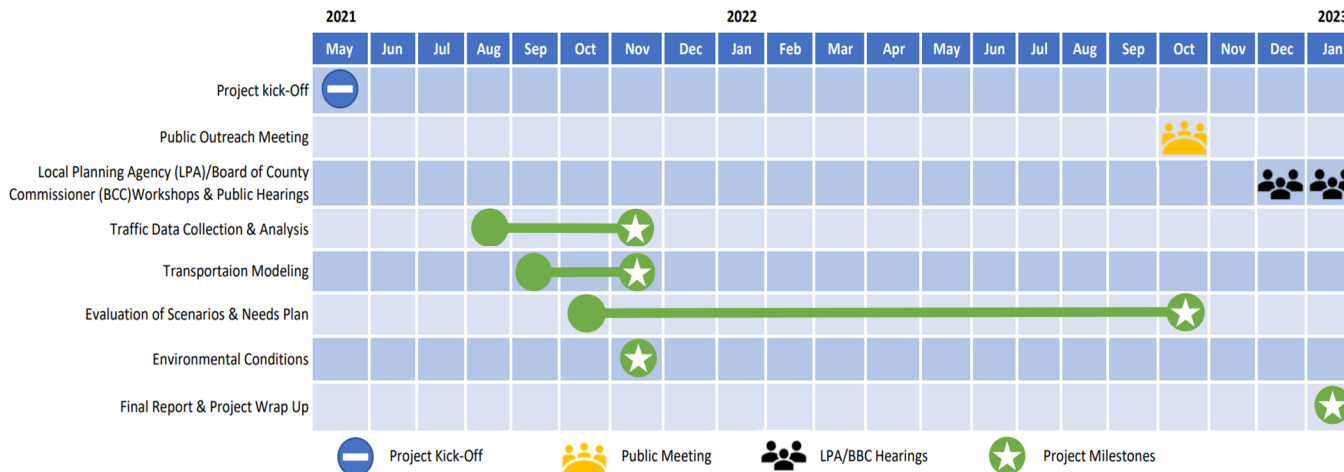 2021 2022 2023
May Jun Jul Aug Sep Oct Nov Dec Jan Feb Mar Apr May Jun Jul Aug Sep Oct Nov Dec Jan
Project kick-Off
Public Outreach Meeting
Local Planning Agency (LPA)/Board of County
Commissioner (BCC)Workshops & Public Hearings
Traffic Data Collection & Analysis
Transportaion Modeling
Evaluation of Scenarios & Needs Plan
Environmental Conditions
Final Report & Project Wrap Up
Project Kick-Off Public Meeting LPA/BBC Hearings Project Milestones